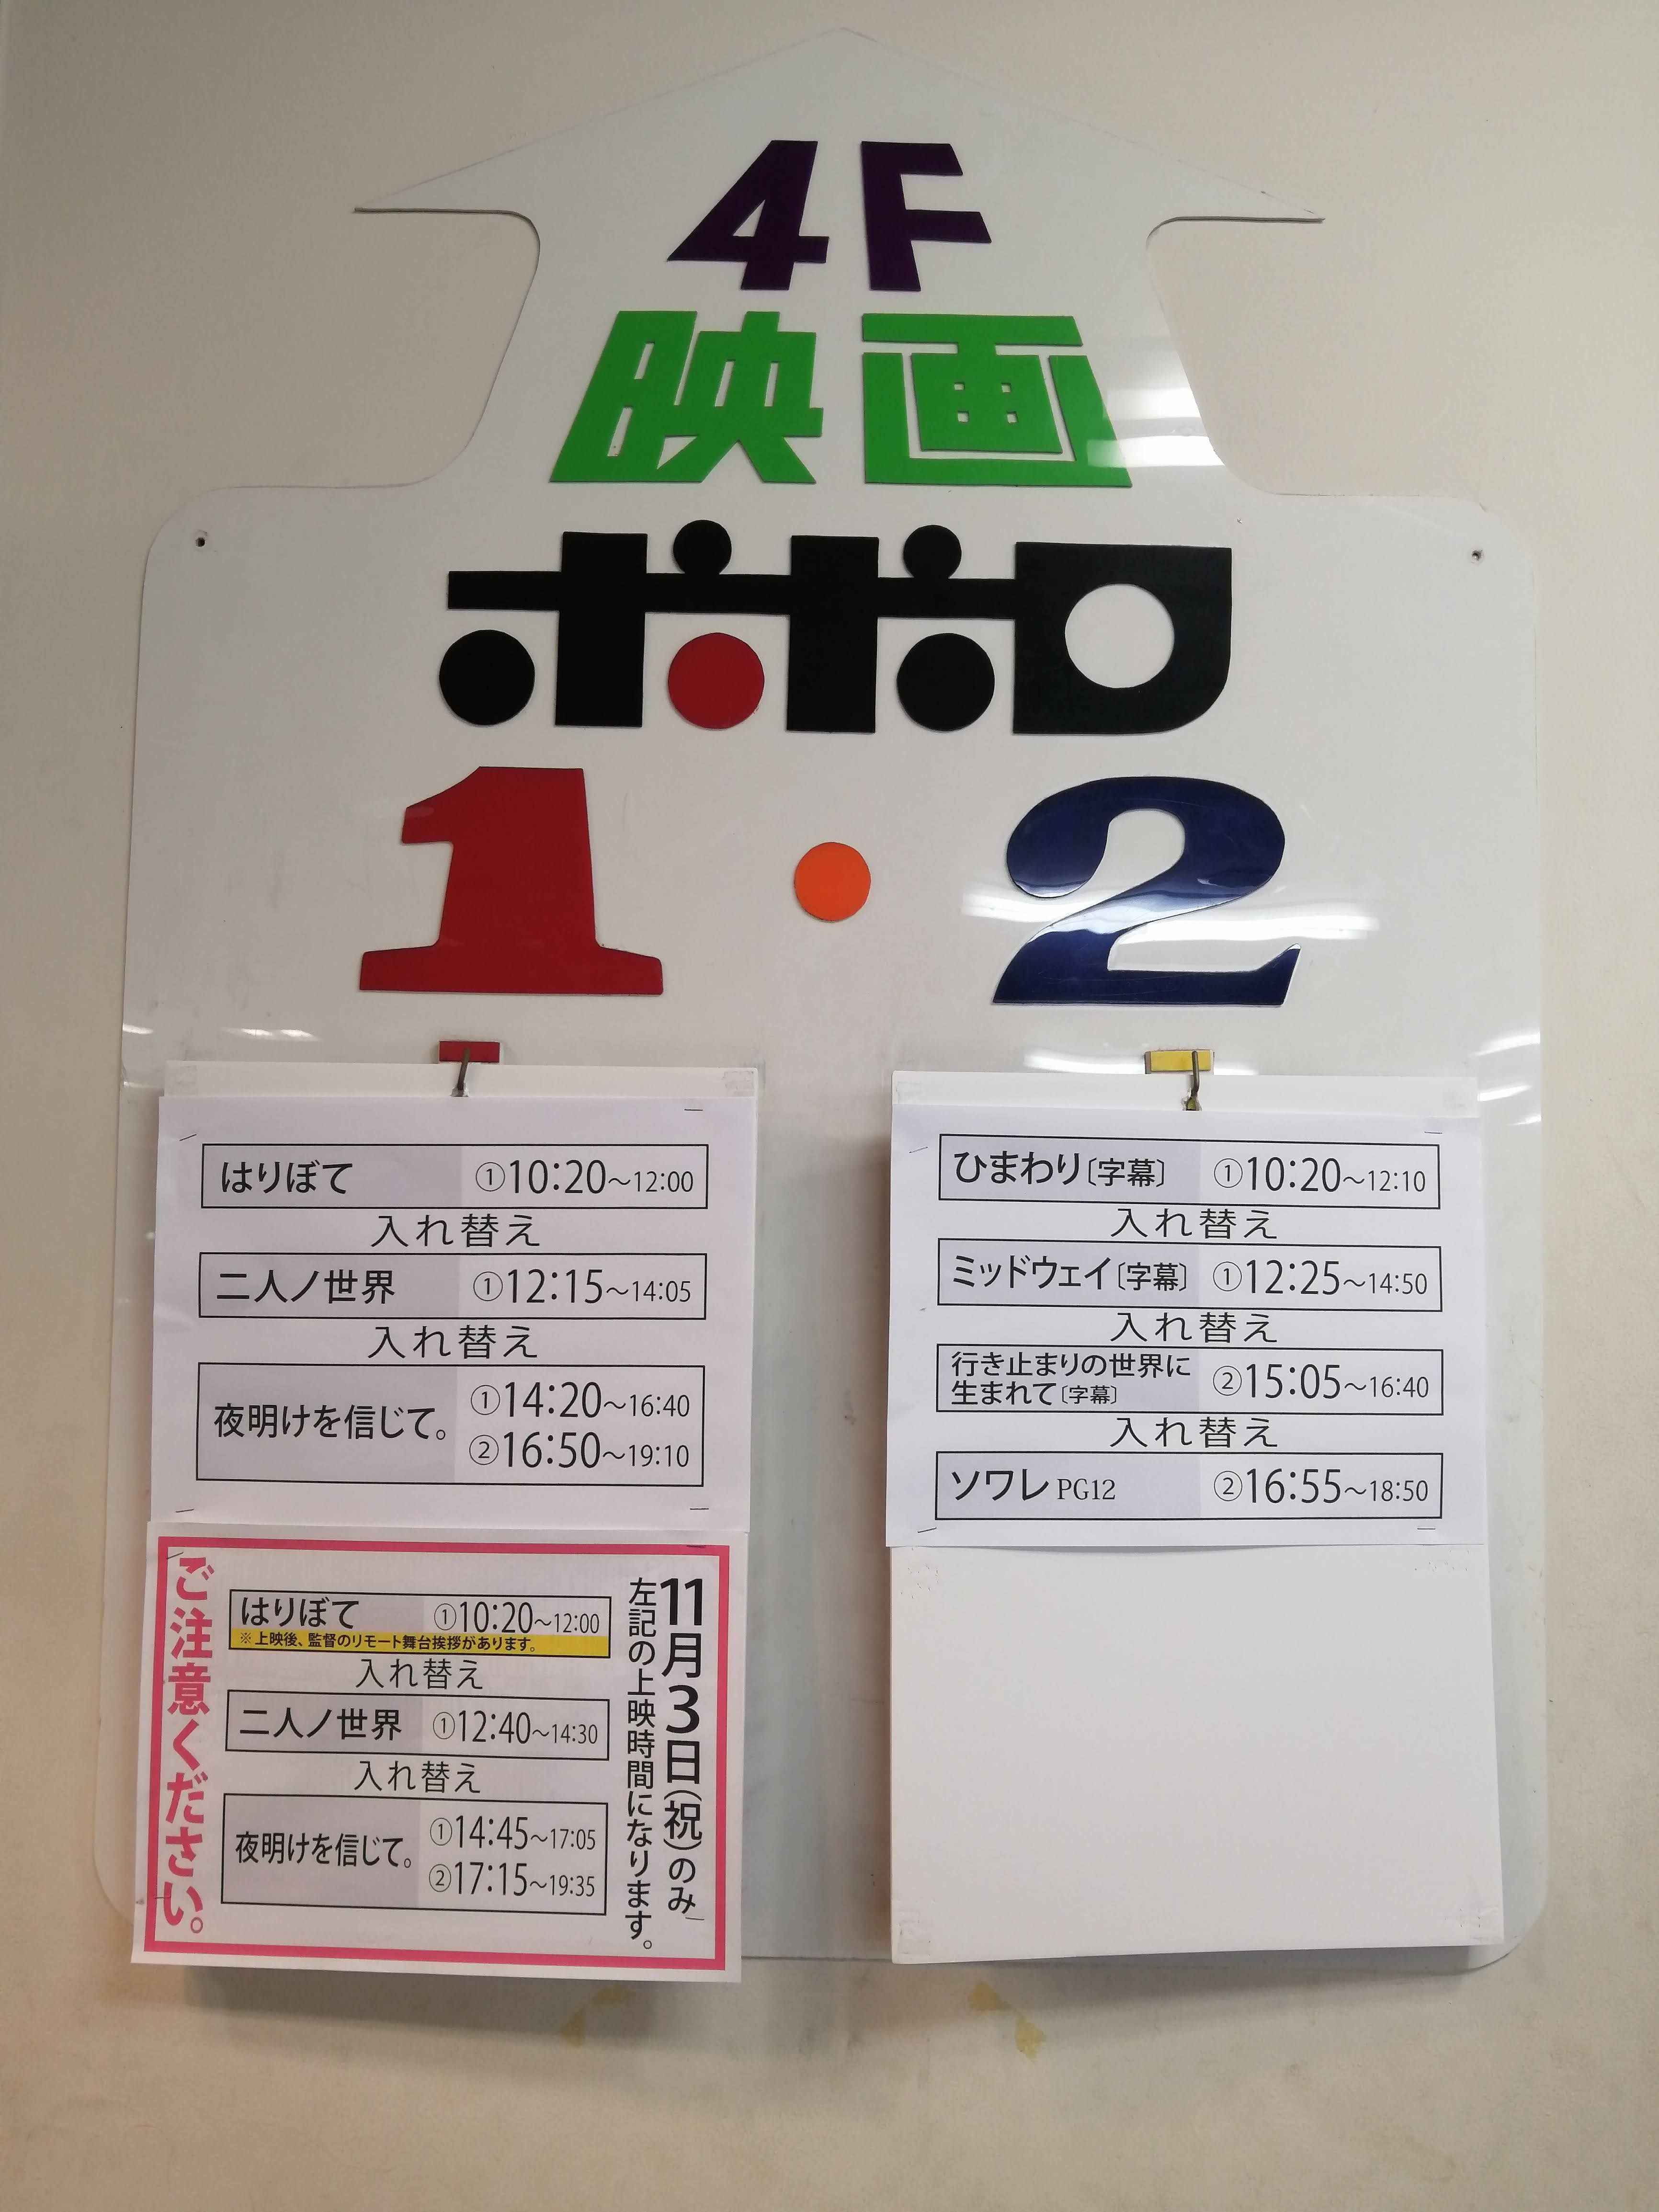 4F
映画
ポポロ
1・2
はりぼて ①10:20～12:00
入れ替え
二人ノ世界 ①12:15～14:05
入れ替え
夜明けを信じて。 ①14:20～16:40
②16:50～19:10
ひまわり〔字幕〕 ①10:20～12:10
入れ替え
ミッドウェイ〔字幕〕 ①12:25～14:50
入れ替え
行き止まりの世界に
生まれて〔字幕〕 ②15:05～16:40
入れ替え
ソワレ PG12 ②16:55～18:50
11月3日(祝)のみ
左記の上映時間になります。
はりぼて ①10:20～12:00
※上映後、監督のリモート舞台挨拶があります。
入れ替え
二人ノ世界 ①12:40～14:30
入れ替え
夜明けを信じて。 ①14:45～17:05
②17:15～19:35
ご注意ください。